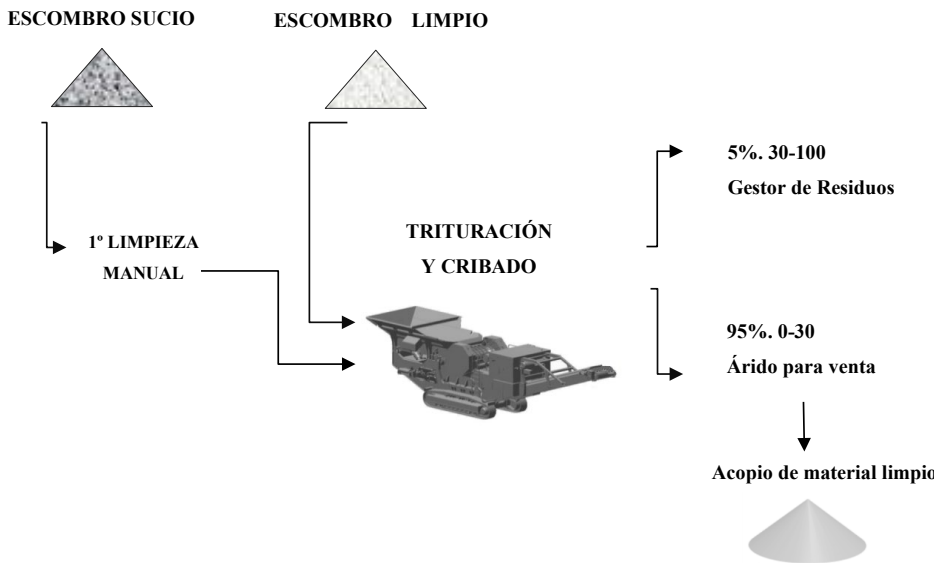 ESCOMBRO SUCIO
ESCOMBRO LIMPIO
5%. 30-100
Gestor de Residuos
1º LIMPIEZA
MANUAL
TRITURACIÓN
Y CRIBADO
95%. 0-30
Árido para venta
Acopio de material limpio